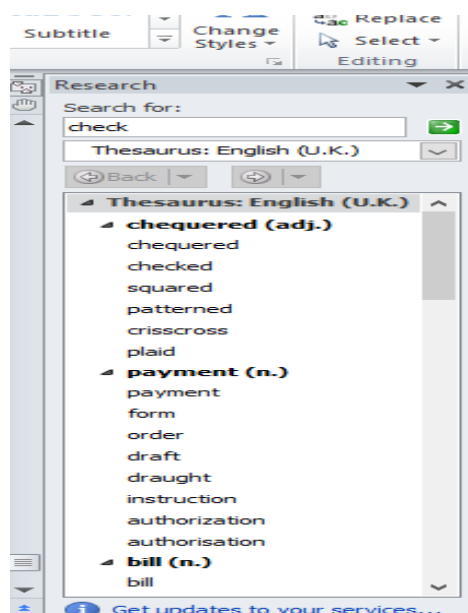 Subtitle
Change
Styles
Replace
Select
Editing
Research
Search for:
check
Thesaurus: English (U.K.)
Back
Thesaurus: English (U.K.)
chequered (adj.)
chequered
checked
squared
patterned
crisscross
plaid
payment (n.)
payment
form
order
draft
draught
instruction
authorization
authorisation
bill (n.)
bill
Get updates to your services...